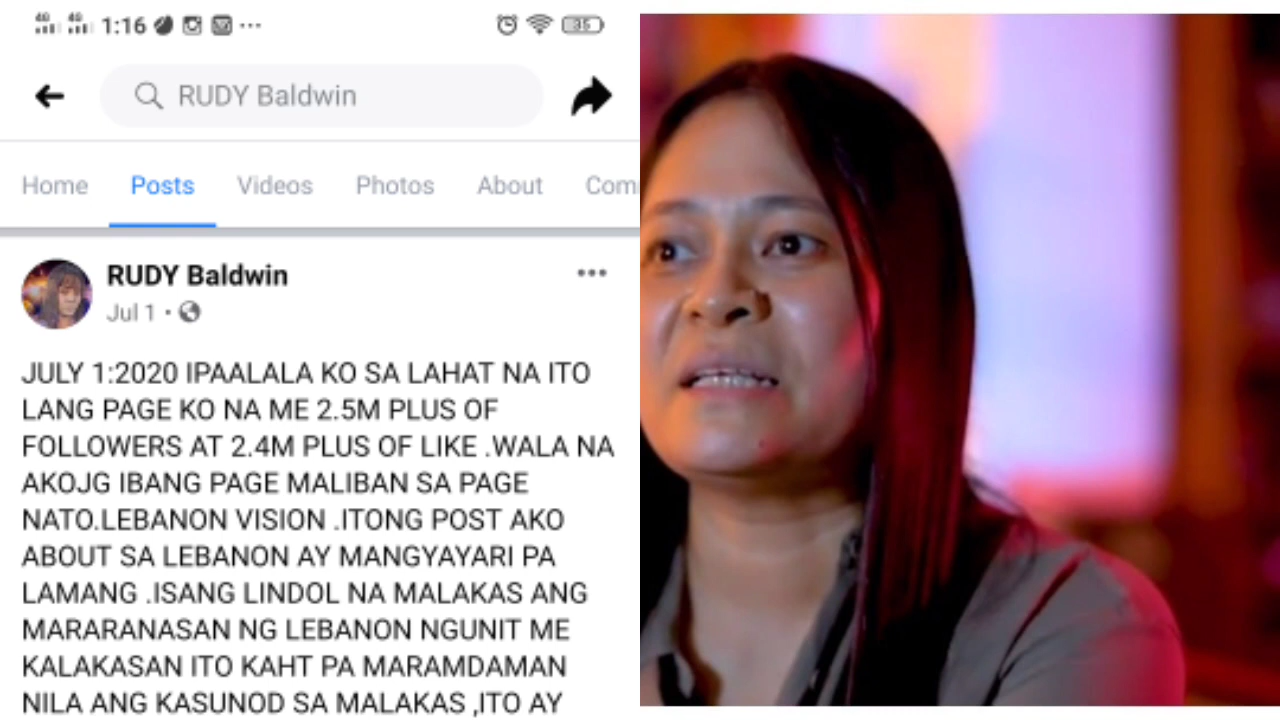 4G 4G 1:16 ... 35
RUDY Baldwin
Home Posts Videos Photos About Com
RUDY Baldwin
Jul 1 ·
JULY 1:2020 IPAALALA KO SA LAHAT NA ITO
LANG PAGE KO NA ME 2.5M PLUS OF
FOLLOWERS AT 2.4M PLUS OF LIKE .WALA NA
AKOJG IBANG PAGE MALIBAN SA PAGE
NATO.LEBANON VISION .ITONG POST AKO
ABOUT SA LEBANON AY MANGYAYARI PA
LAMANG .ISANG LINDOL NA MALAKAS ANG
MARARANASAN NG LEBANON NGUNIT ME
KALAKASAN ITO KAHT PA MARAMDAMAN
NILA ANG KASUNOD SA MALAKAS ,ITO AY